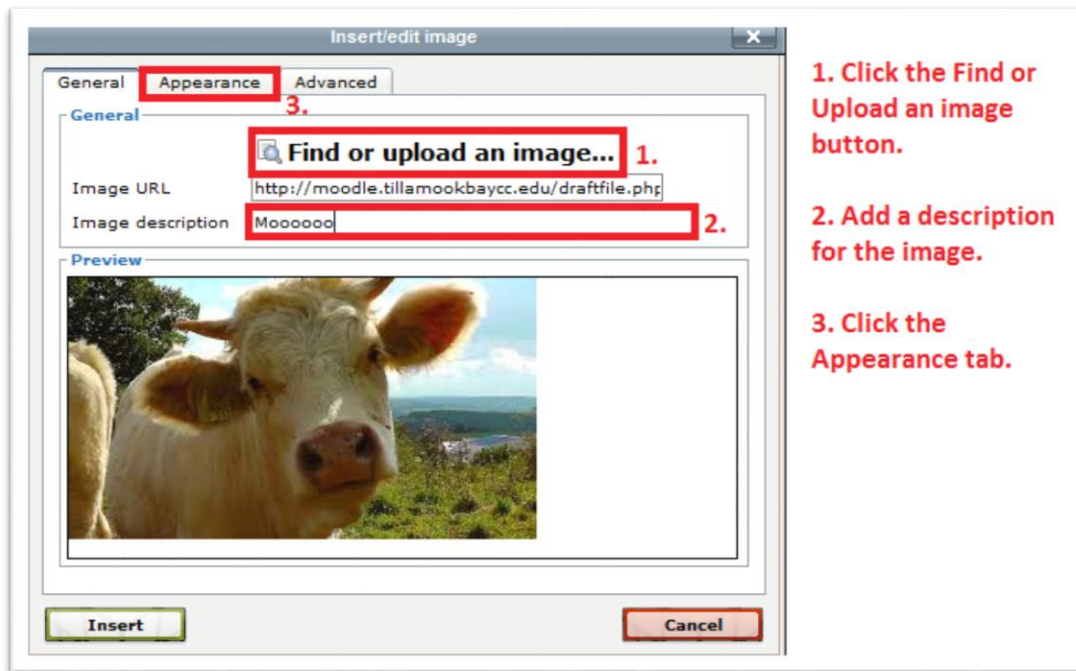 Insert/edit image
X
General Appearance Advanced
3.
General
Find or upload an image... 1.
Image URL http://moodle.tillamookbaycc.edu/draftfile.php
Image description Moooooo 2.
Preview
Insert Cancel
1. Click the Find or
Upload an image
button.
2. Add a description
for the image.
3. Click the
Appearance tab.